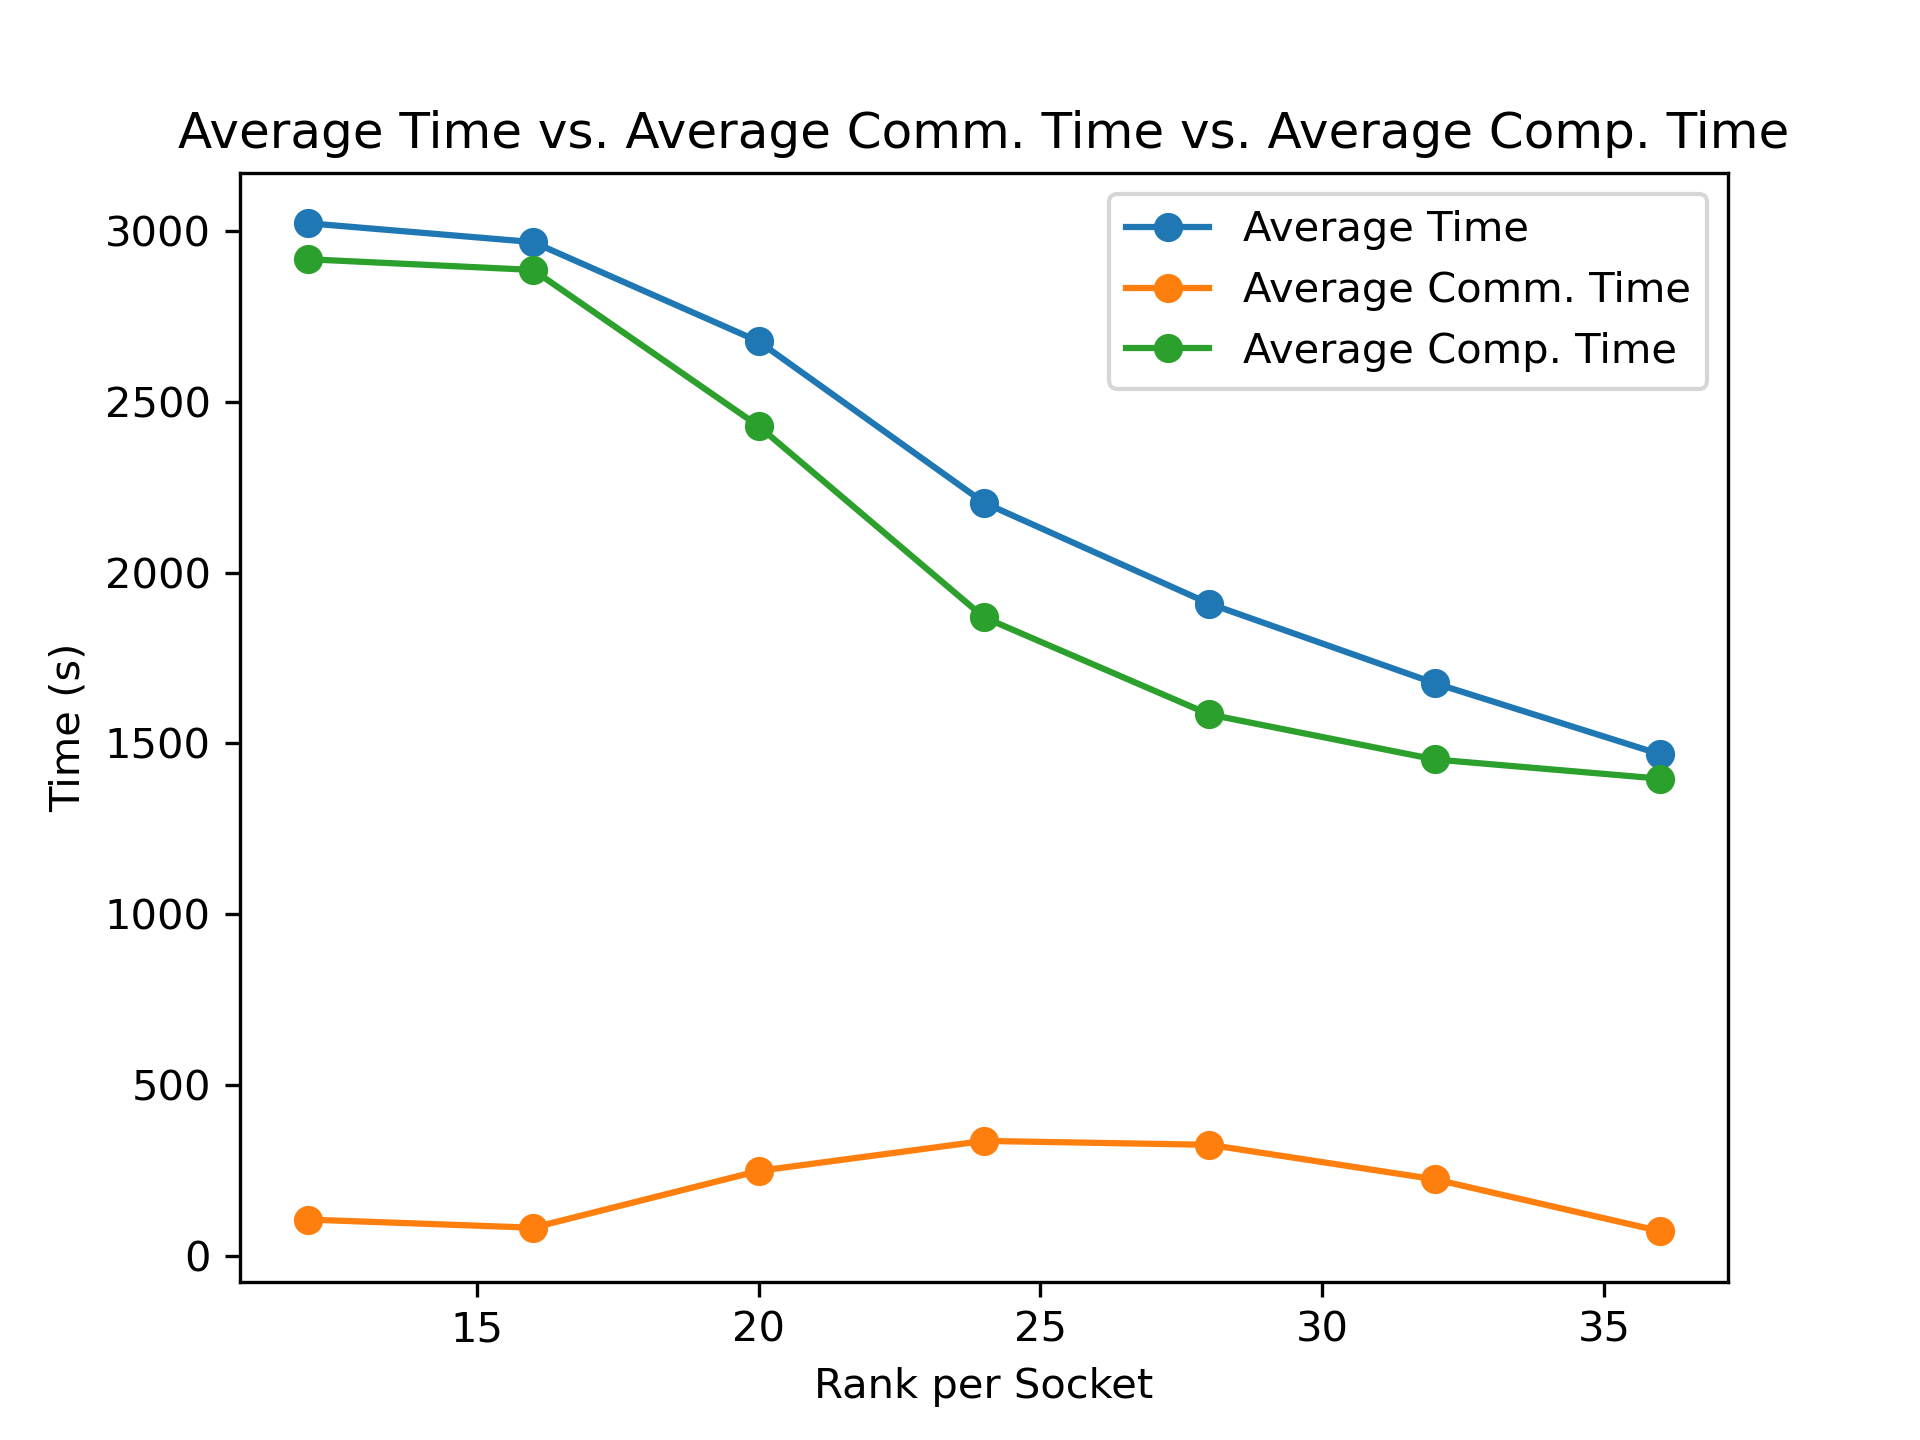 Average Time vs. Average Comm. Time vs. Average Comp. Time
Average Time
Average Comm. Time
Average Comp. Time
3000
2500
2000
1500
1000
500
0
Time (s)
15
20
25
30
35
Rank per Socket